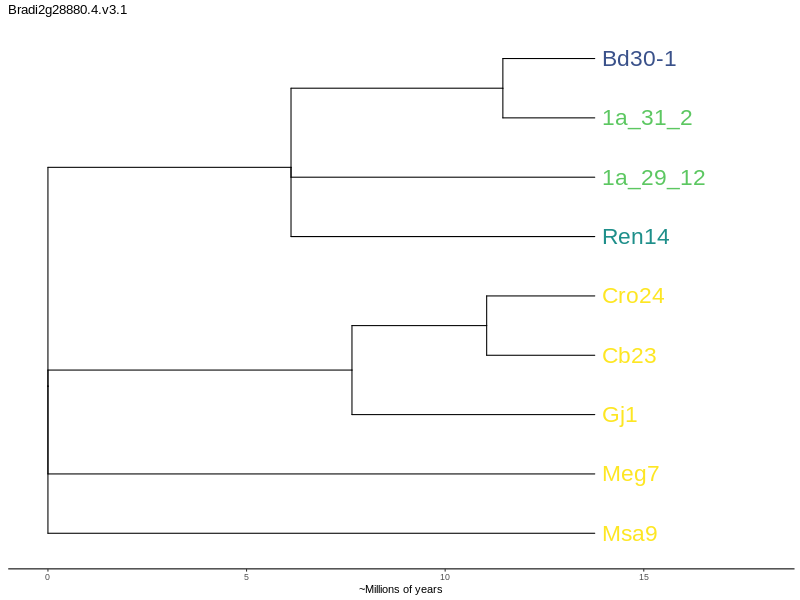 Bradi2g28880.4.v3.1
Bd30-1
1a_31_2
1a_29_12
Ren14
Cro24
Cb23
Gj1
Meg7
Msa9
0 5 10 15
~Millions of years